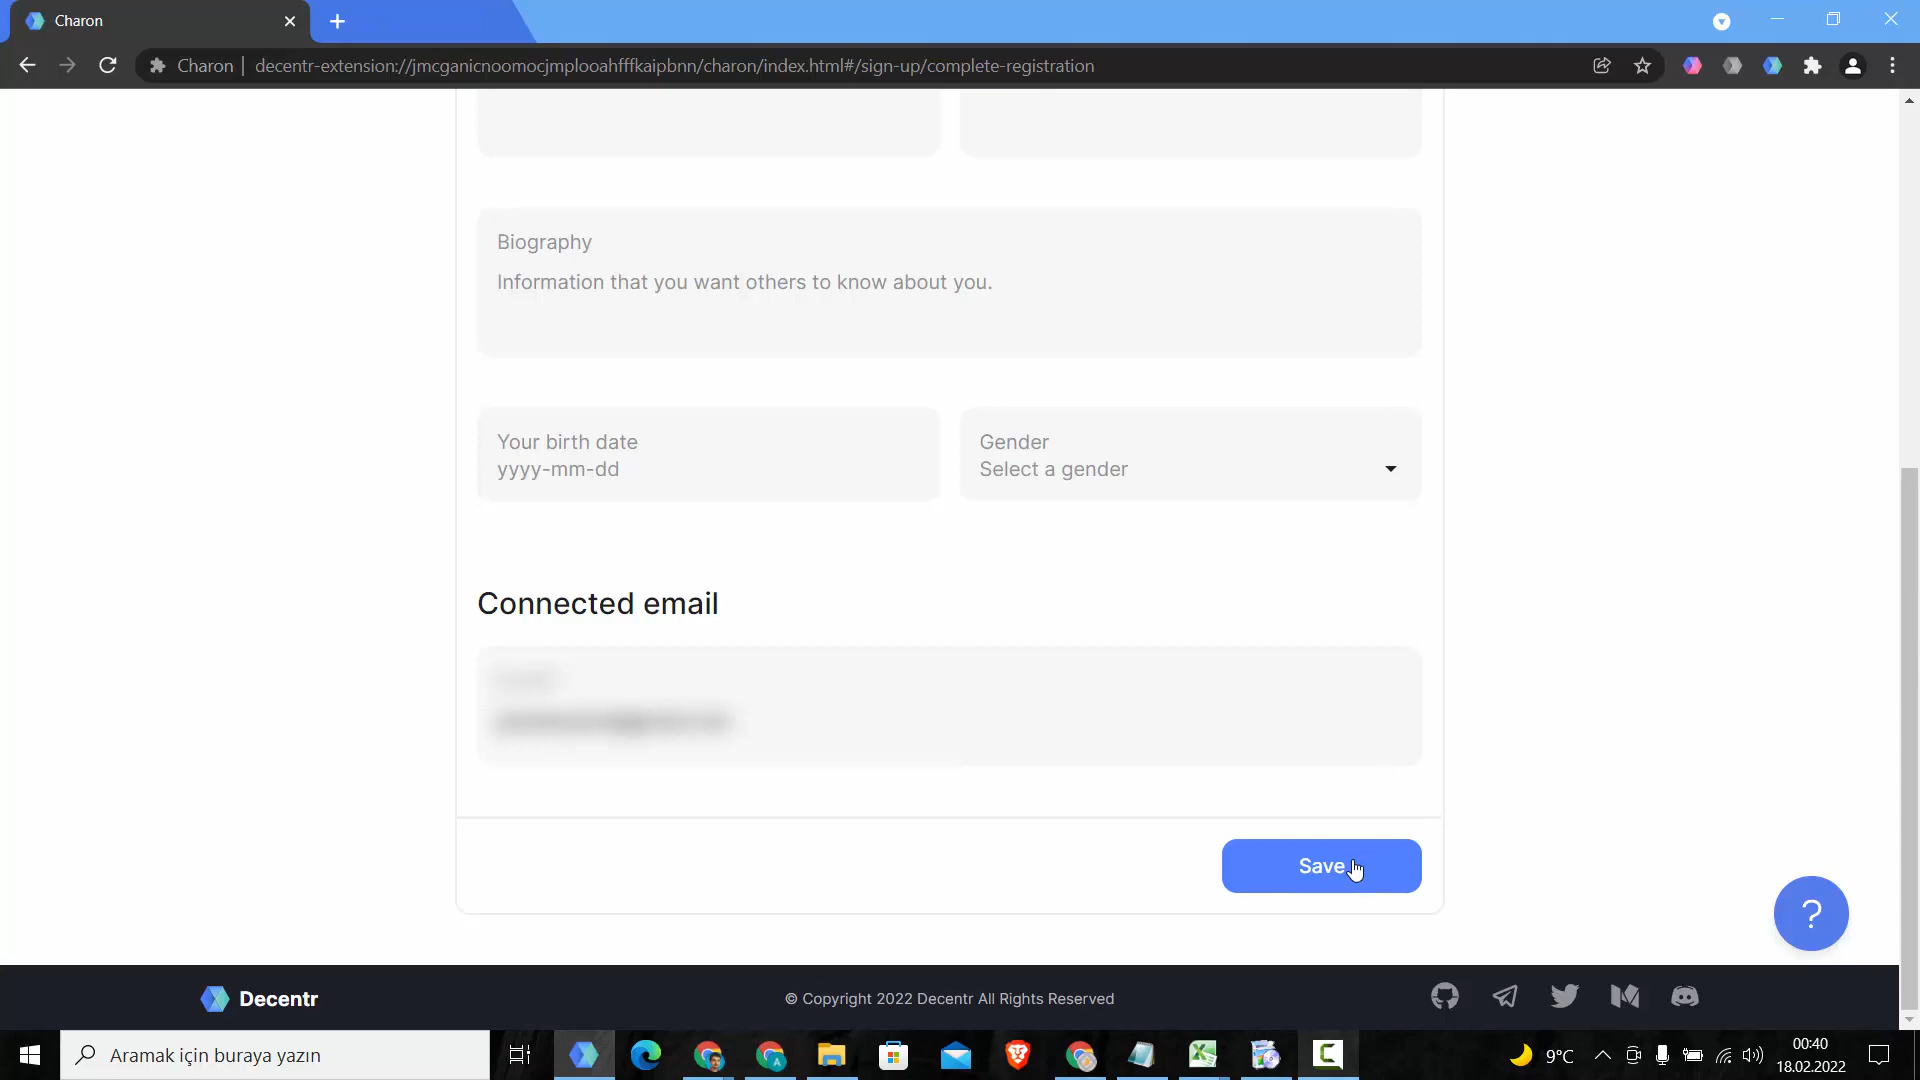 Charon
Charon | decentr-extension://jmcganicnoomocjmplooahfffkaipbnn/charon/index.html#/sign-up/complete-registration
Biography
Information that you want others to know about you.
Your birth date
yyyy-mm-dd
Gender
Select a gender
Connected email
Save
?
Decentr
© Copyright 2022 Decentr All Rights Reserved
Aramak için buraya yazın
9°C
00:40
18.02.2022